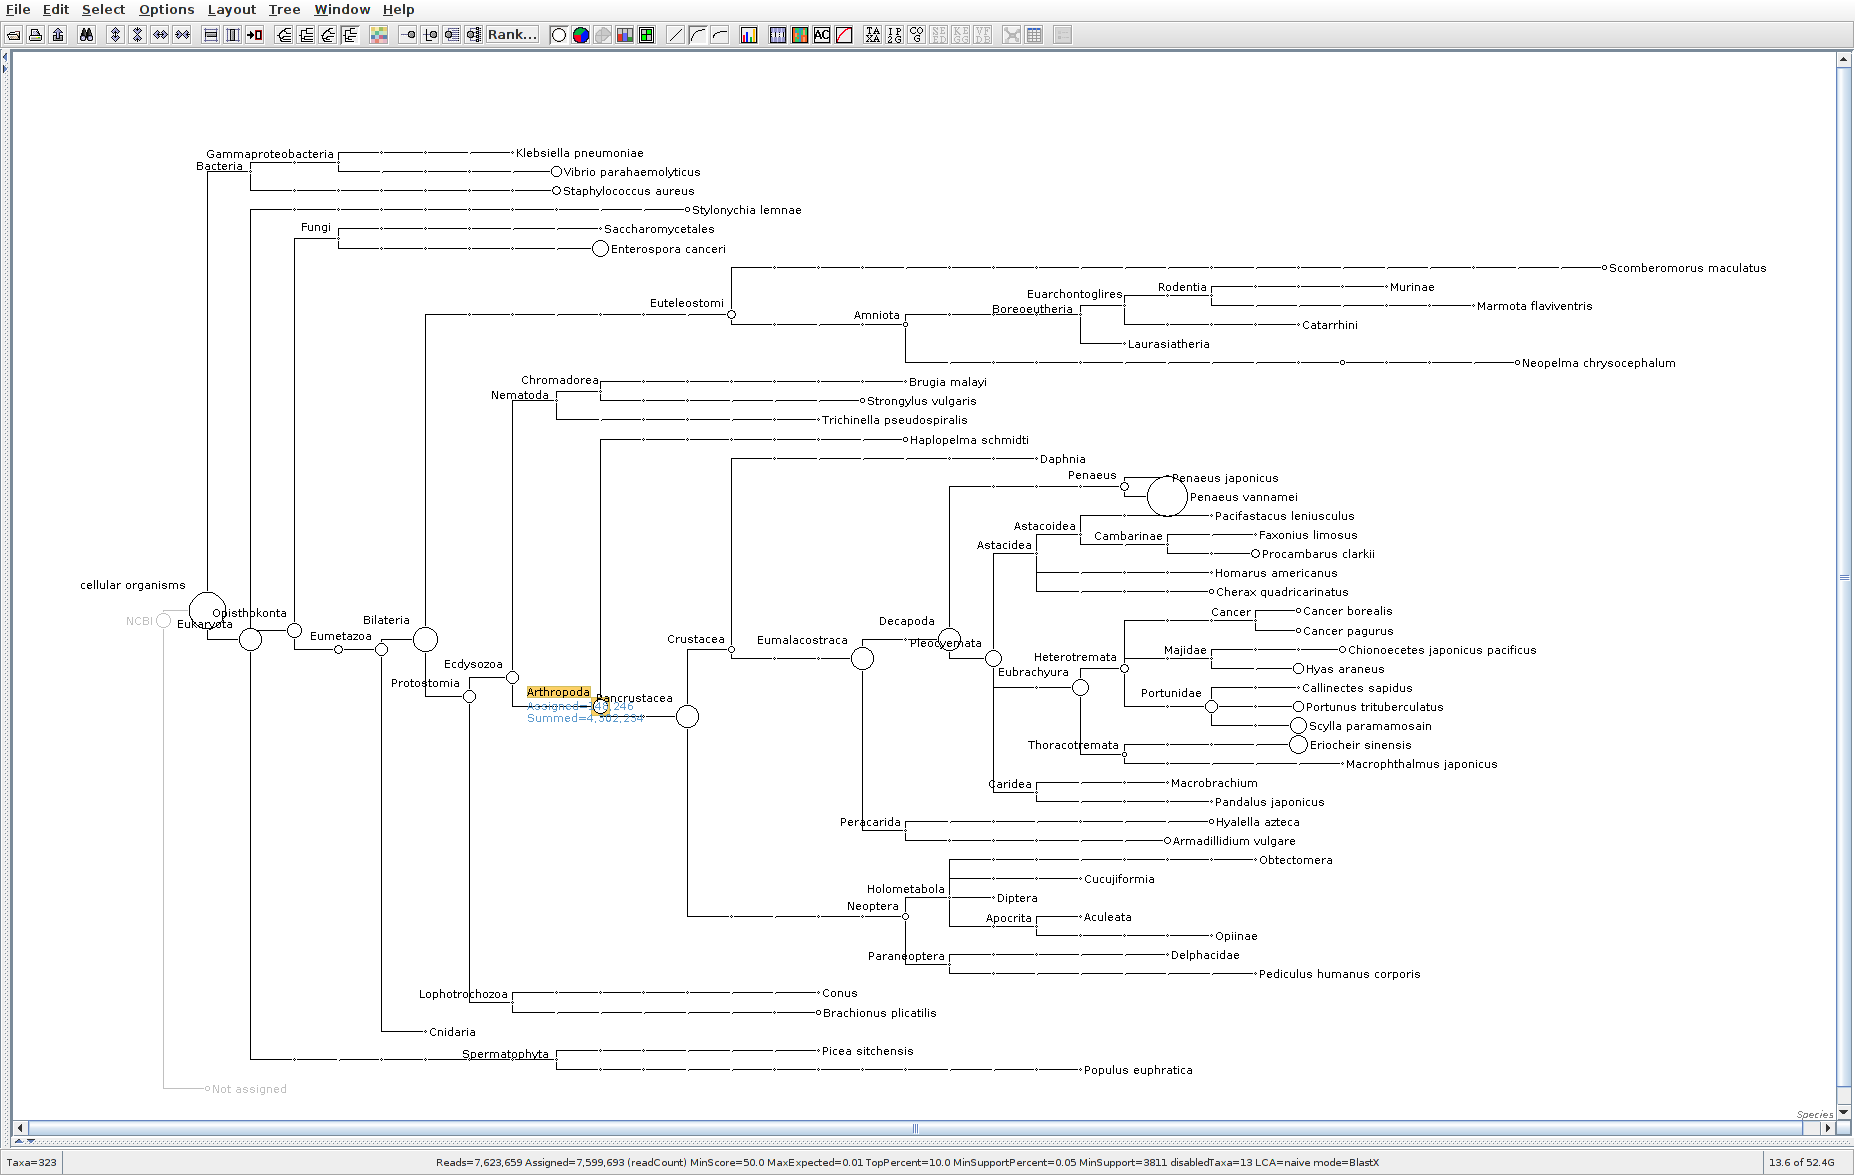 File Edit Select Options Layout Tree Window Help
Rank...
Gammaproteobacteria
Klebsiella pneumoniae
Bacteria
Vibrio parahaemolyticus
Staphylococcus aureus
Stylonychia lemnae
Fungi
Saccharomycetales
Enterospora canceri
Scomberomorus maculatus
Euteleostomi
Rodentia
Murinae
Euarchontoglires
Marmota flaviventris
Boreoeutheria
Amniota
Catarrhini
Laurasiatheria
Neopelma chrysocephalum
Chromadorea
Brugia malayi
Nematoda
Strongylus vulgaris
Trichinella pseudospiralis
Haplopelma schmidti
Daphnia
Penaeus
Penaeus japonicus
Penaeus vannamei
Pacifastacus leniusculus
Astacoidea
Cambarinae
Faxonius limosus
Astacidea
Procambarus clarkii
Homarus americanus
cellular organisms
Cherax quadricarinatus
Cancer
Cancer borealis
Opisthokonta
NCBI
Eukaryota
Bilateria
Decapoda
Cancer pagurus
Eumetazoa
Crustacea
Eumalacostraca
Pleocyemata
Majidae
Chionoecetes japonicus pacificus
Heterotremata
Ecdysozoa
Eubrachyura
Hyas araneus
Protostomia
Arthropoda
Pancrustacea
Portunidae
Callinectes sapidus
Portunus trituberculatus
Scylla paramamosain
Thoracotremata
Eriocheir sinensis
Macrophthalmus japonicus
Caridea
Macrobrachium
Pandalus japonicus
Peracarida
Hyalella azteca
Armadillidium vulgare
Obtectomera
Holometabola
Cucujiformia
Neoptera
Diptera
Apocrita
Aculeata
Opiinae
Paraneoptera
Delphacidae
Pediculus humanus corporis
Lophotrochozoa
Conus
Brachionus plicatilis
Cnidaria
Spermatophyta
Picea sitchensis
Populus euphratica
Not assigned
Species
Taxa=323
Reads=7,623,659 Assigned=7,599,693 (readCount) MinScore=50.0 MaxExpected=0.01 TopPercent=10.0 MinSupportPercent=0.05 MinSupport=3811 disabledTaxa=13 LCA=naive mode=BlastX
13.6 of 52.4G